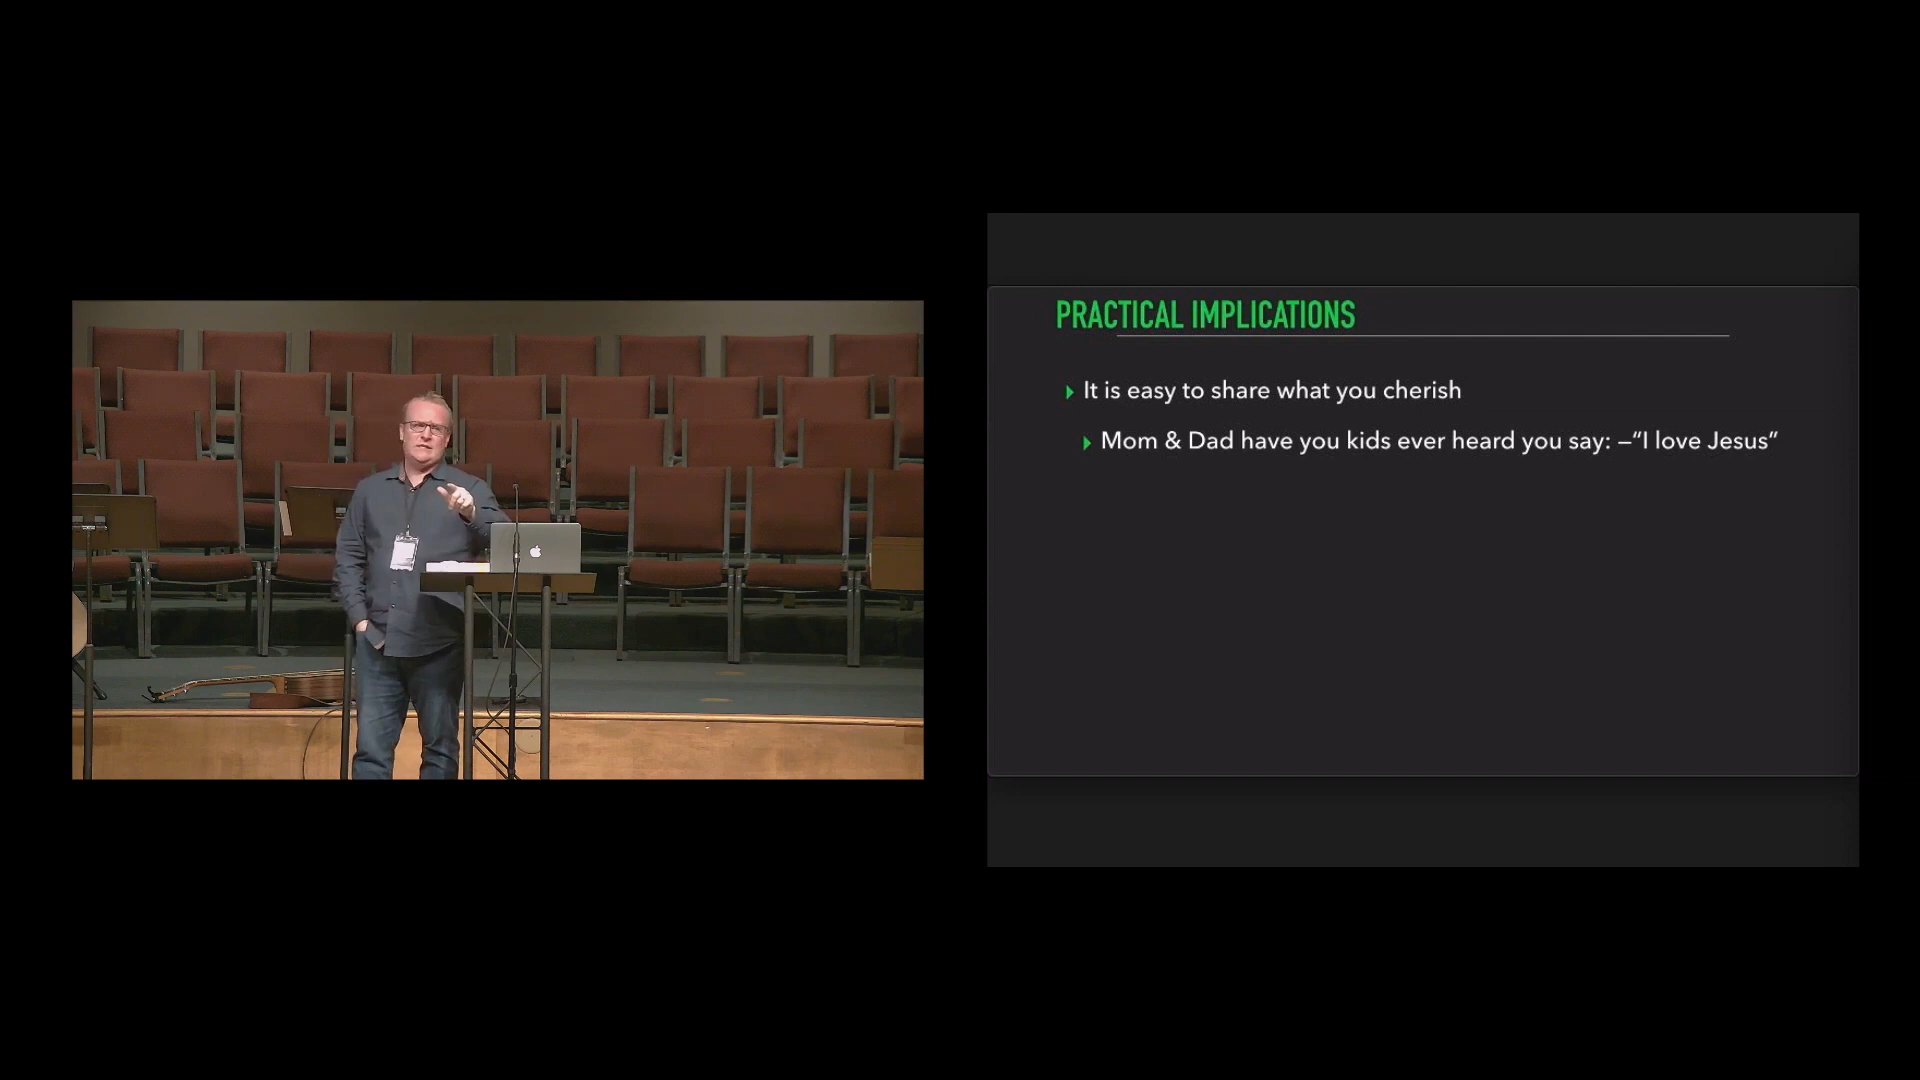 PRACTICAL IMPLICATIONS
It is easy to share what you cherish
Mom & Dad have you kids ever heard you say: –“I love Jesus”